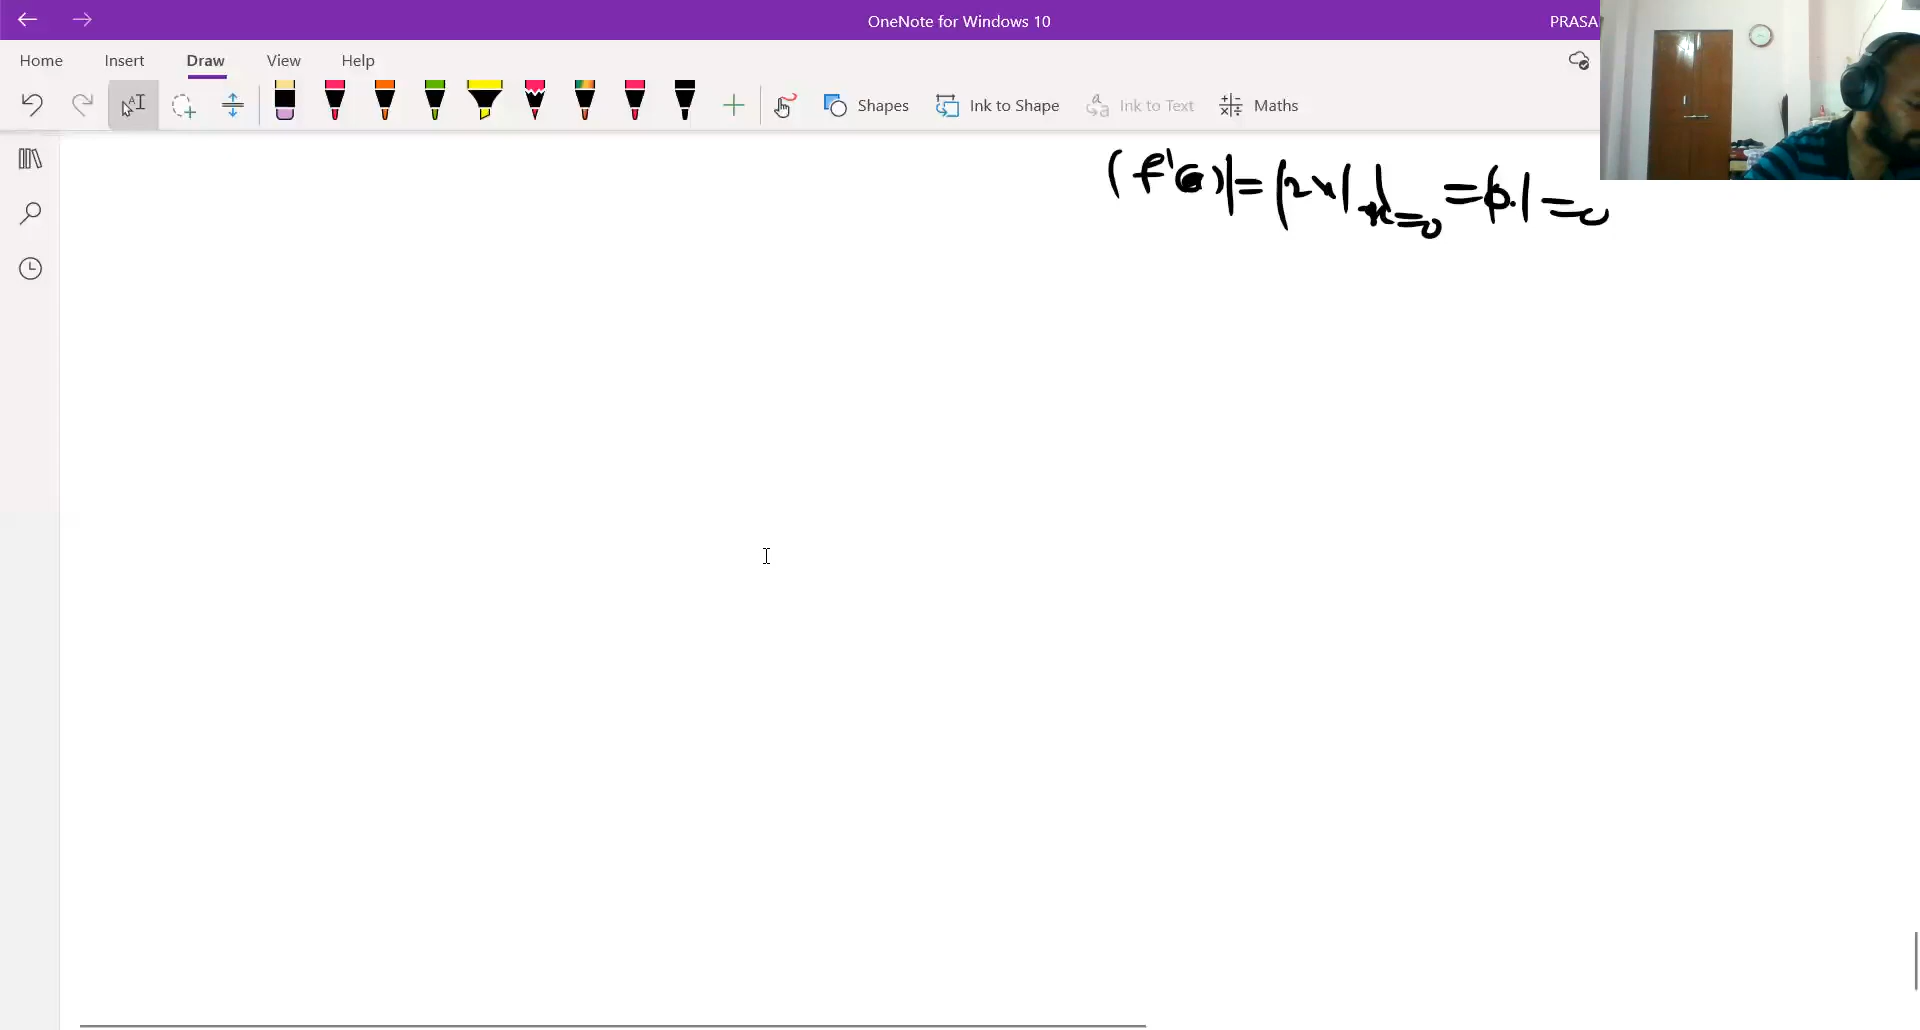 OneNote for Windows 10
PRASA
Home Insert Draw View Help
Shapes Ink to Shape Ink to Text Maths
|f'(0)| = |2x| x=0 = |0.| = 0